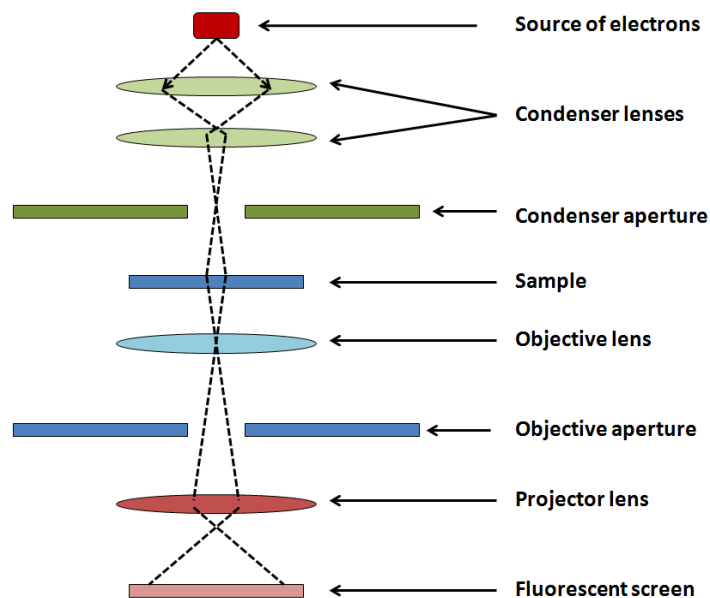 Source of electrons
Condenser lenses
Condenser aperture
Sample
Objective lens
Objective aperture
Projector lens
Fluorescent screen